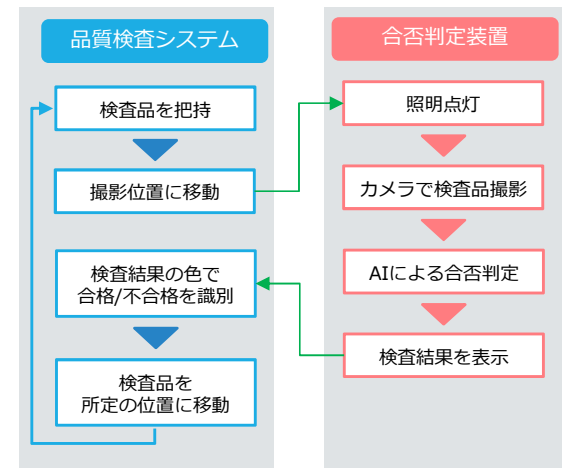 品質検査システム
検査品を把持
撮影位置に移動
検査結果の色で
合格/不合格を識別
検査品を
所定の位置に移動
合否判定装置
照明点灯
カメラで検査品撮影
AIによる合否判定
検査結果を表示